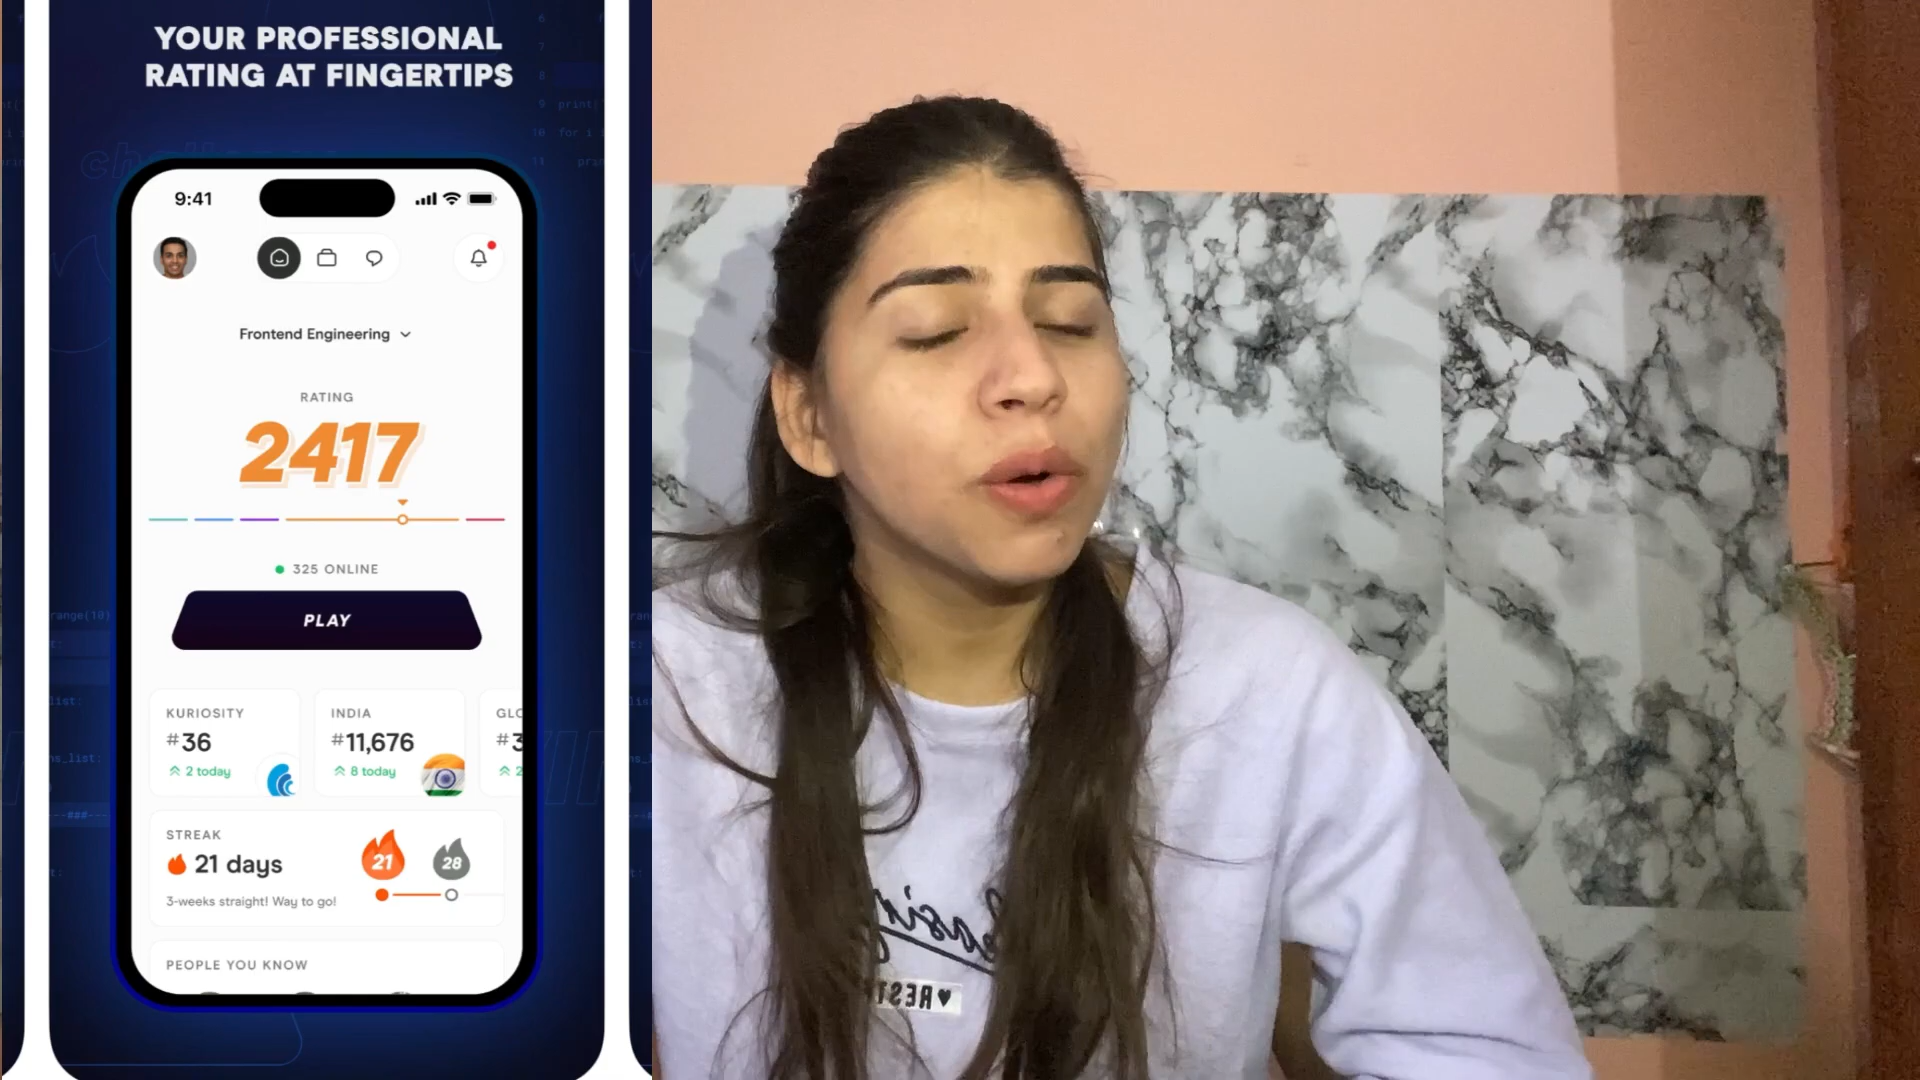 YOUR PROFESSIONAL
RATING AT FINGERTIPS
9:41
Frontend Engineering
RATING
2417
325 ONLINE
PLAY
KURIOSITY
#36
2 today
INDIA
#11,676
8 today
STREAK
21 days
3-weeks straight! Way to go!
21
28
PEOPLE YOU KNOW